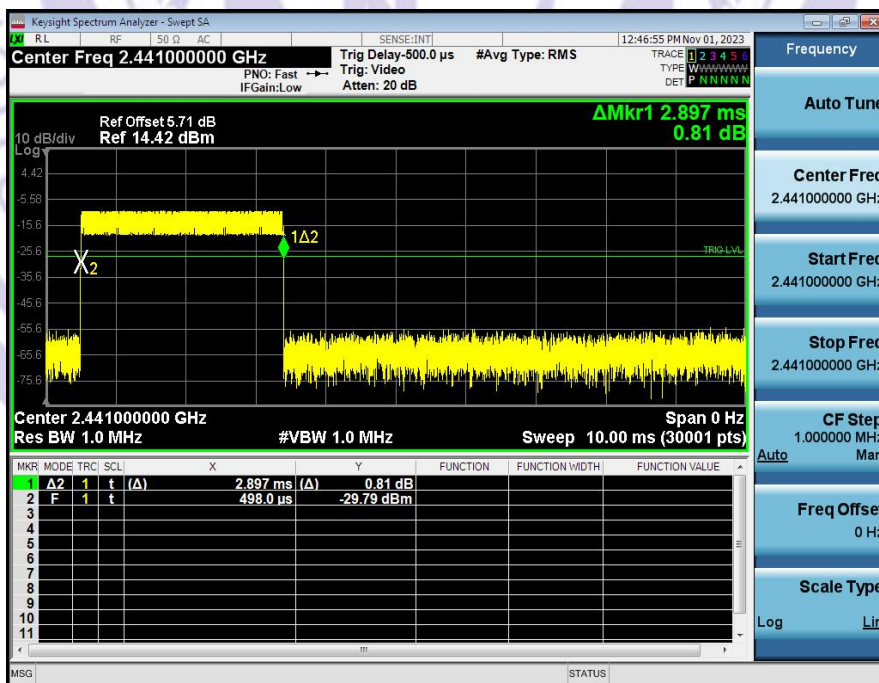 Keysight Spectrum Analyzer - Swept SA
LXI RL RF 50 Ω AC SENSE:INT 12:46:55 PM Nov 01, 2023
Center Freq 2.441000000 GHz Trig Delay-500.0 μs #Avg Type: RMS TRACE 1 2 3 4 5 6
PNO: Fast Trig: Video TYPE WWWWWW
IFGain:Low Atten: 20 dB DET P N N N N N
Frequency
ΔMkr1 2.897 ms
0.81 dB
Ref Offset 5.71 dB
10 dB/div Ref 14.42 dBm
Log
4.42
-5.58
-15.6
-25.6
-35.6
-45.6
-55.6
-65.6
-75.6
1Δ2
2
TRIG LVL
Center 2.441000000 GHz Span 0 Hz
Res BW 1.0 MHz #VBW 1.0 MHz Sweep 10.00 ms (30001 pts)
MKR MODE TRC SCL X Y FUNCTION FUNCTION WIDTH FUNCTION VALUE
1 Δ2 1 t (Δ) 2.897 ms (Δ) 0.81 dB
2 F 1 t 498.0 μs -29.79 dBm
3
4
5
6
7
8
9
10
11
MSG STATUS
Auto Tune
Center Freq
2.441000000 GHz
Start Freq
2.441000000 GHz
Stop Freq
2.441000000 GHz
CF Step
1.000000 MHz
Auto Man
Freq Offset
0 Hz
Scale Type
Log Lin